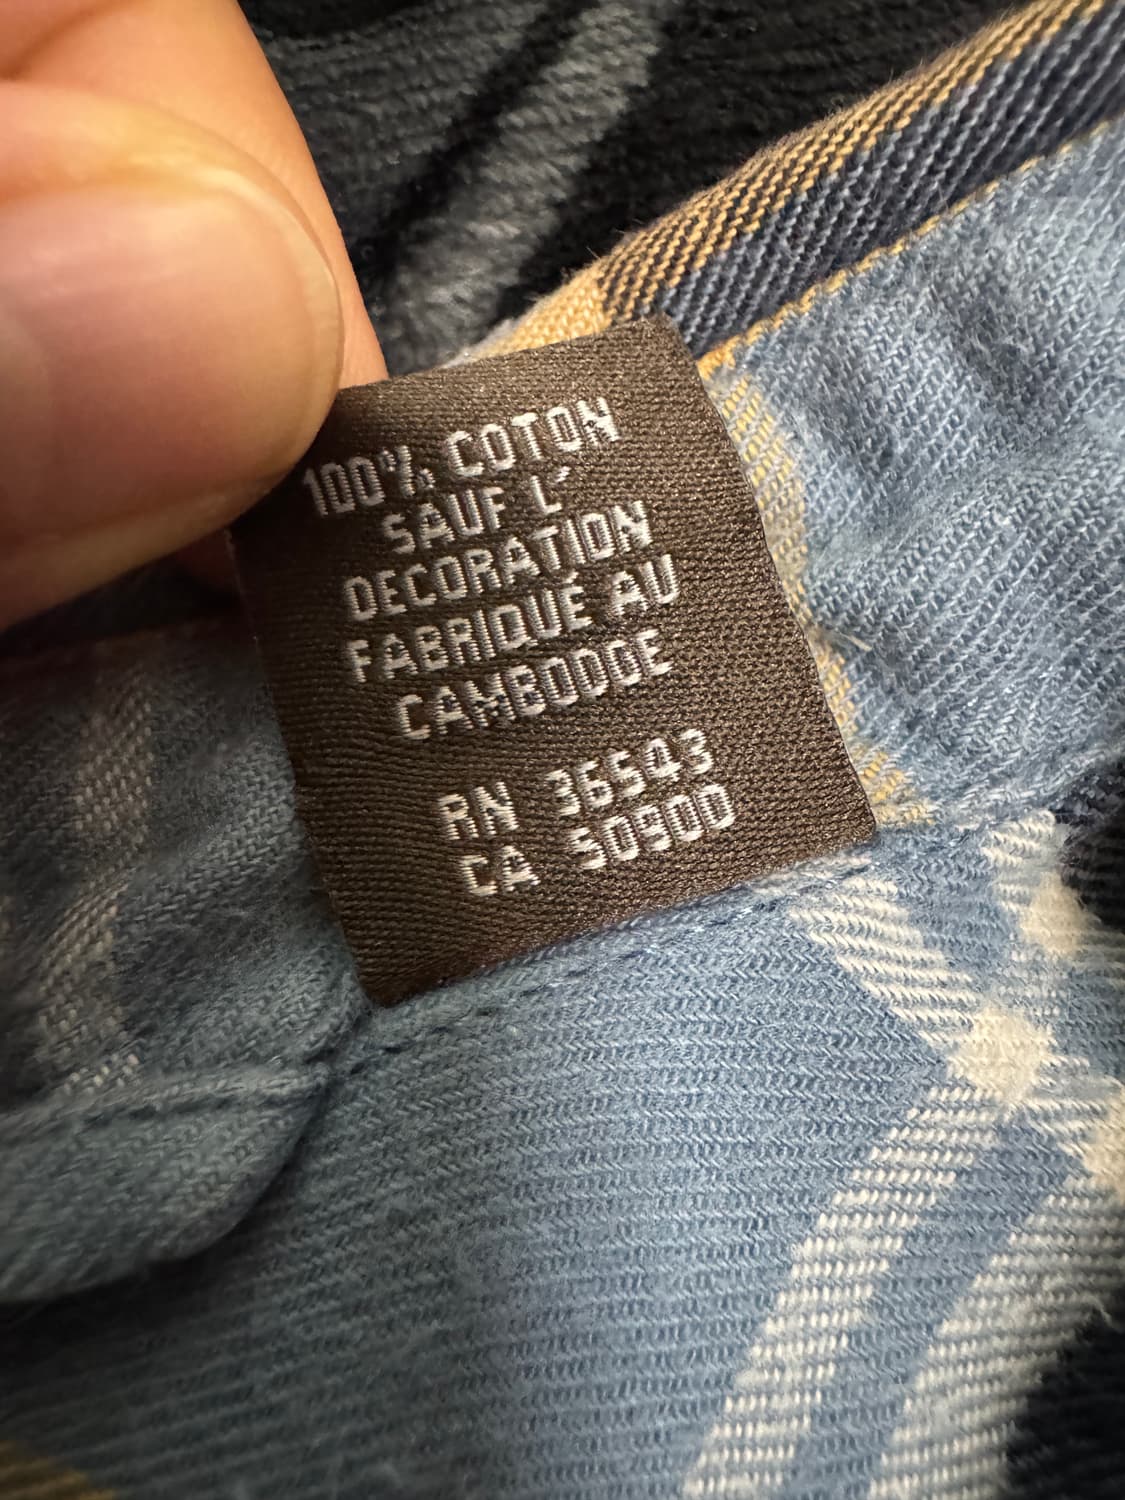 100% COTON
SAUF L'
DECORATION
FABRIQUÉ AU
CAMBODGE
RN 36543
CA 50900